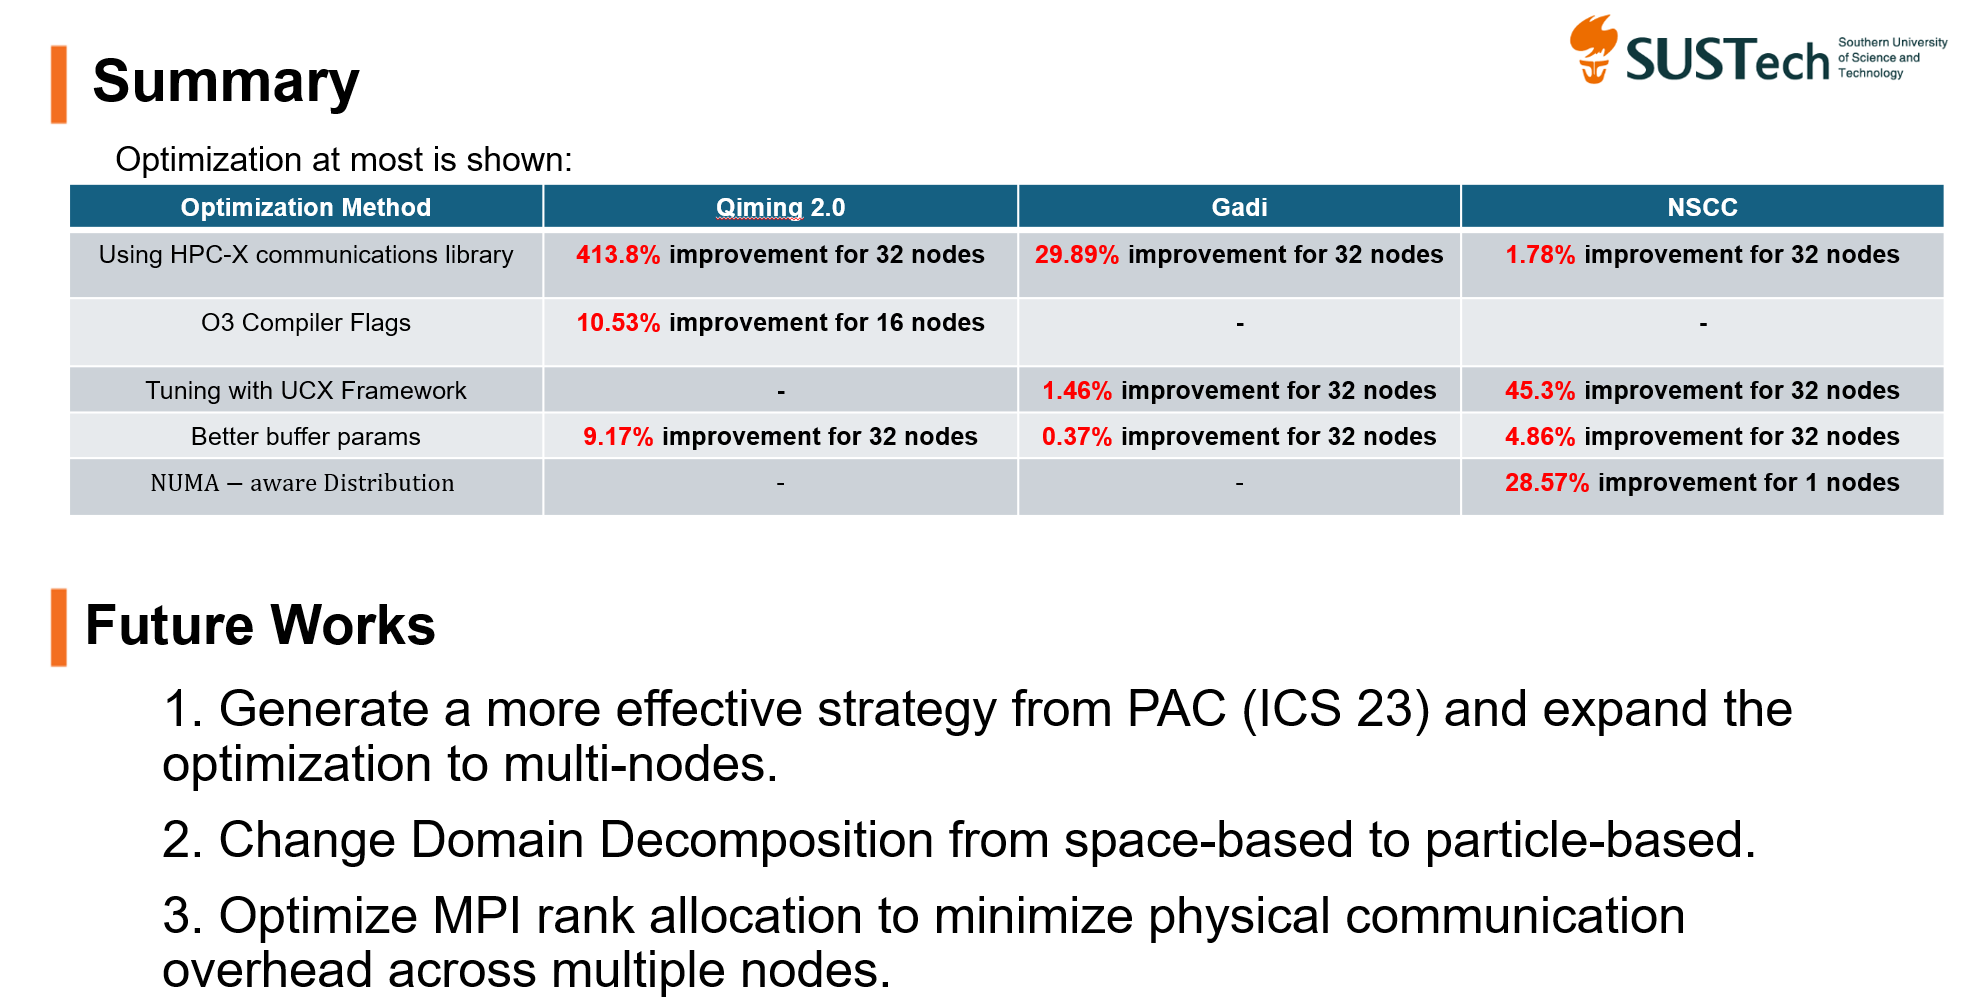 Summary
SUSTech
Southern University
of Science and
Technology
Optimization at most is shown:
Optimization Method Qiming 2.0 Gadi NSCC
Using HPC-X communications library 413.8% improvement for 32 nodes 29.89% improvement for 32 nodes 1.78% improvement for 32 nodes
O3 Compiler Flags 10.53% improvement for 16 nodes - -
Tuning with UCX Framework - 1.46% improvement for 32 nodes 45.3% improvement for 32 nodes
Better buffer params 9.17% improvement for 32 nodes 0.37% improvement for 32 nodes 4.86% improvement for 32 nodes
NUMA − aware Distribution - - 28.57% improvement for 1 nodes
Future Works
1. Generate a more effective strategy from PAC (ICS 23) and expand the
optimization to multi-nodes.
2. Change Domain Decomposition from space-based to particle-based.
3. Optimize MPI rank allocation to minimize physical communication
overhead across multiple nodes.